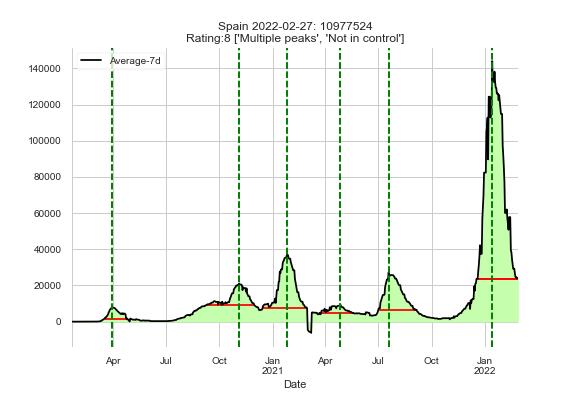 Spain 2022-02-27: 10977524
Rating:8 ['Multiple peaks', 'Not in control']
Average-7d
140000
120000
100000
80000
60000
40000
20000
0
Apr Jul Oct Jan Apr Jul Oct Jan
2021 2022
Date